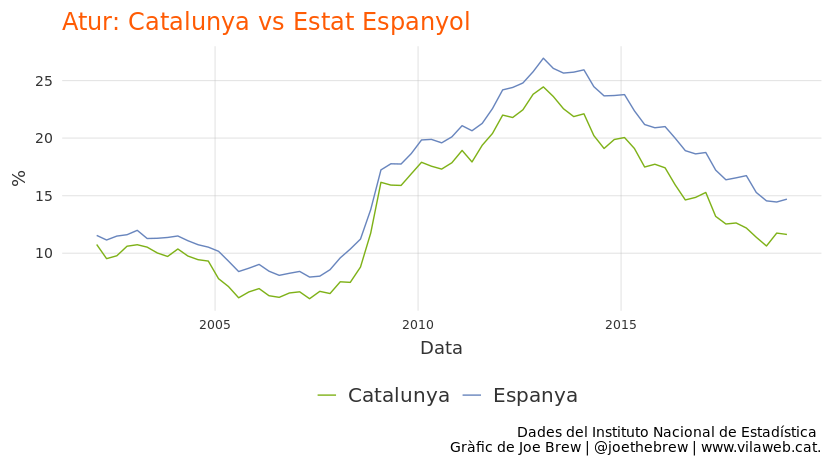 Atur: Catalunya vs Estat Espanyol
%
25
20
15
10
2005 2010 2015
Data
Catalunya Espanya
Dades del Instituto Nacional de Estadística
Gràfic de Joe Brew | @joethebrew | www.vilaweb.cat.